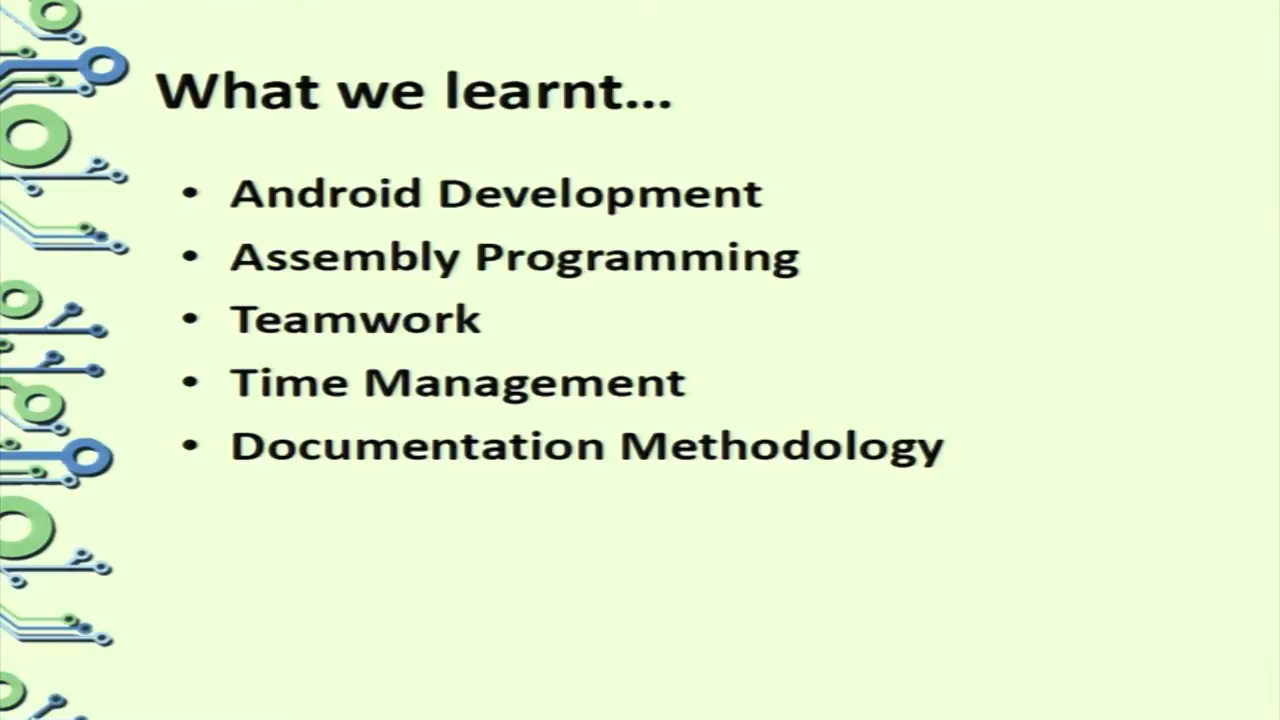 What we learnt...
• Android Development
• Assembly Programming
• Teamwork
• Time Management
• Documentation Methodology